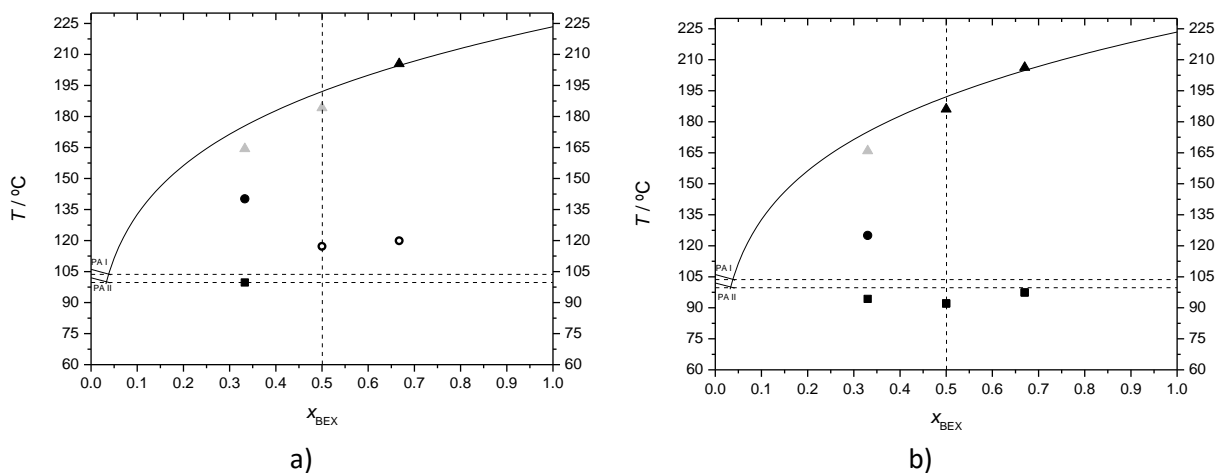 225 225 225 225
210 210 210 210
195 195 195 195
180 180 180 180
165 165 165 165
150 150 150 150
135 135 135 135
120 120 120 120
105 105 105 105
90 90 90 90
75 75 75 75
60 60 60 60
T / ºC
T / ºC
PA I
PA II
PA I
PA II
0.0 0.1 0.2 0.3 0.4 0.5 0.6 0.7 0.8 0.9 1.0
0.0 0.1 0.2 0.3 0.4 0.5 0.6 0.7 0.8 0.9 1.0
xBEX
xBEX
a)
b)